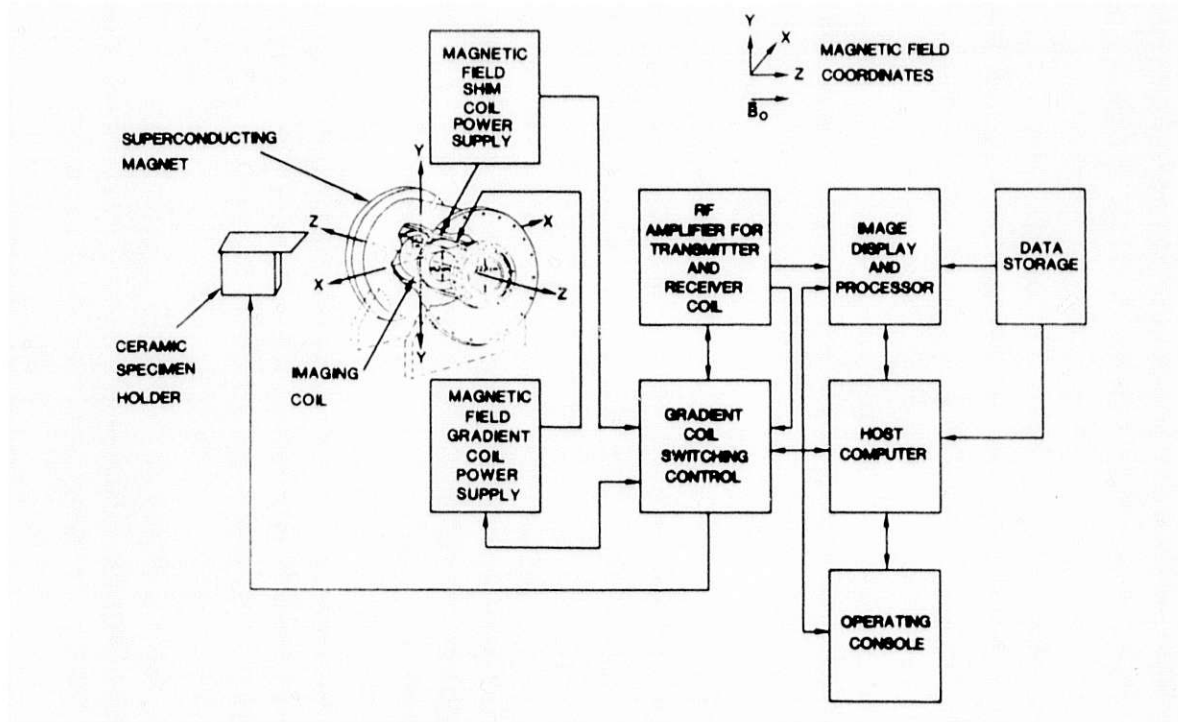 MAGNETIC
FIELD
SHIM
COIL
POWER
SUPPLY
Y
X
Z
B̄o
MAGNETIC FIELD
COORDINATES
SUPERCONDUCTING
MAGNET
Y
Z
X
X
Z
Y
CERAMIC
SPECIMEN
HOLDER
IMAGING
COIL
RF
AMPLIFIER FOR
TRANSMITTER
AND
RECEIVER
COIL
IMAGE
DISPLAY
AND
PROCESSOR
DATA
STORAGE
MAGNETIC
FIELD
GRADIENT
COIL
POWER
SUPPLY
GRADIENT
COIL
SWITCHING
CONTROL
HOST
COMPUTER
OPERATING
CONSOLE